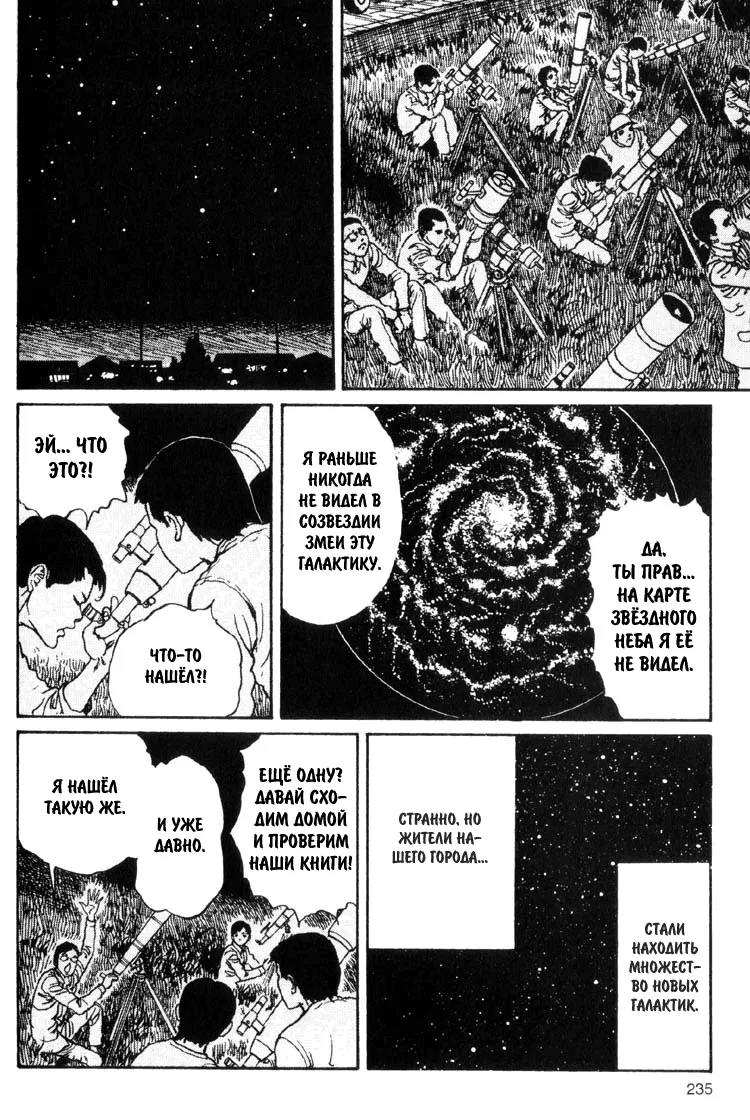 ЭЙ... ЧТО
ЭТО?!
ЧТО-ТО
НАШЁЛ?!
Я РАНЬШЕ
НИКОГДА
НЕ ВИДЕЛ В
СОЗВЕЗДИИ
ЗМЕИ ЭТУ
ГАЛАКТИКУ.
ДА,
ТЫ ПРАВ...
НА КАРТЕ
ЗВЁЗДНОГО
НЕБА Я ЕЁ
НЕ ВИДЕЛ.
Я НАШЁЛ
ТАКУЮ ЖЕ.
И УЖЕ
ДАВНО.
ЕЩЁ ОДНУ?
ДАВАЙ СХО-
ДИМ ДОМОЙ
И ПРОВЕРИМ
НАШИ КНИГИ!
СТРАННО, НО
ЖИТЕЛИ НА-
ШЕГО ГОРОДА...
СТАЛИ
НАХОДИТЬ
МНОЖЕСТ-
ВО НОВЫХ
ГАЛАКТИК.
235